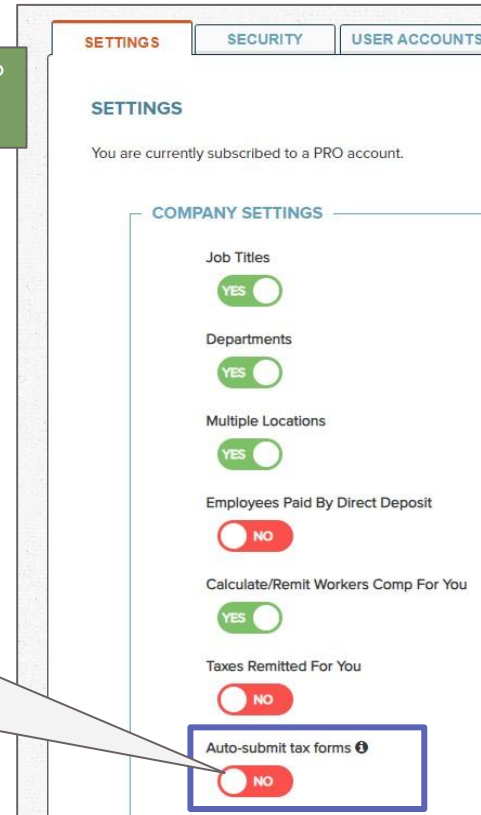 SETTINGS
SECURITY
USER ACCOUNTS
SETTINGS
You are currently subscribed to a PRO account.
COMPANY SETTINGS
Job Titles
YES
Departments
YES
Multiple Locations
YES
Employees Paid By Direct Deposit
NO
Calculate/Remit Workers Comp For You
YES
Taxes Remitted For You
NO
Auto-submit tax forms
NO